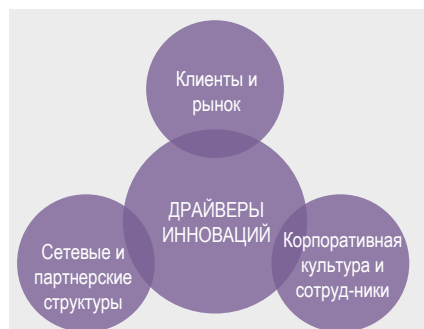 Клиенты и
рынок
ДРАЙВЕРЫ
ИННОВАЦИЙ
Сетевые и
партнерские
структуры
Корпоративная
культура и
сотруд-ники